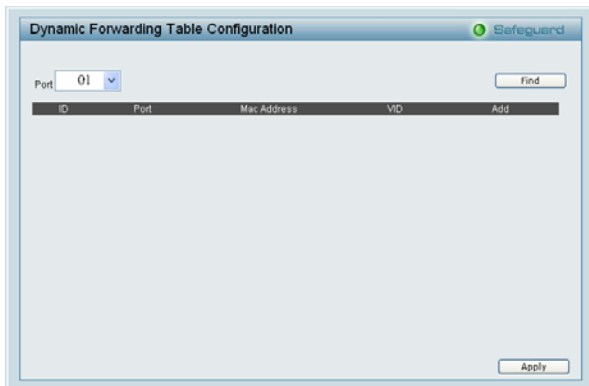 Dynamic Forwarding Table Configuration
Safeguard
Port 01
Find
ID Port Mac Address VID Add
Apply